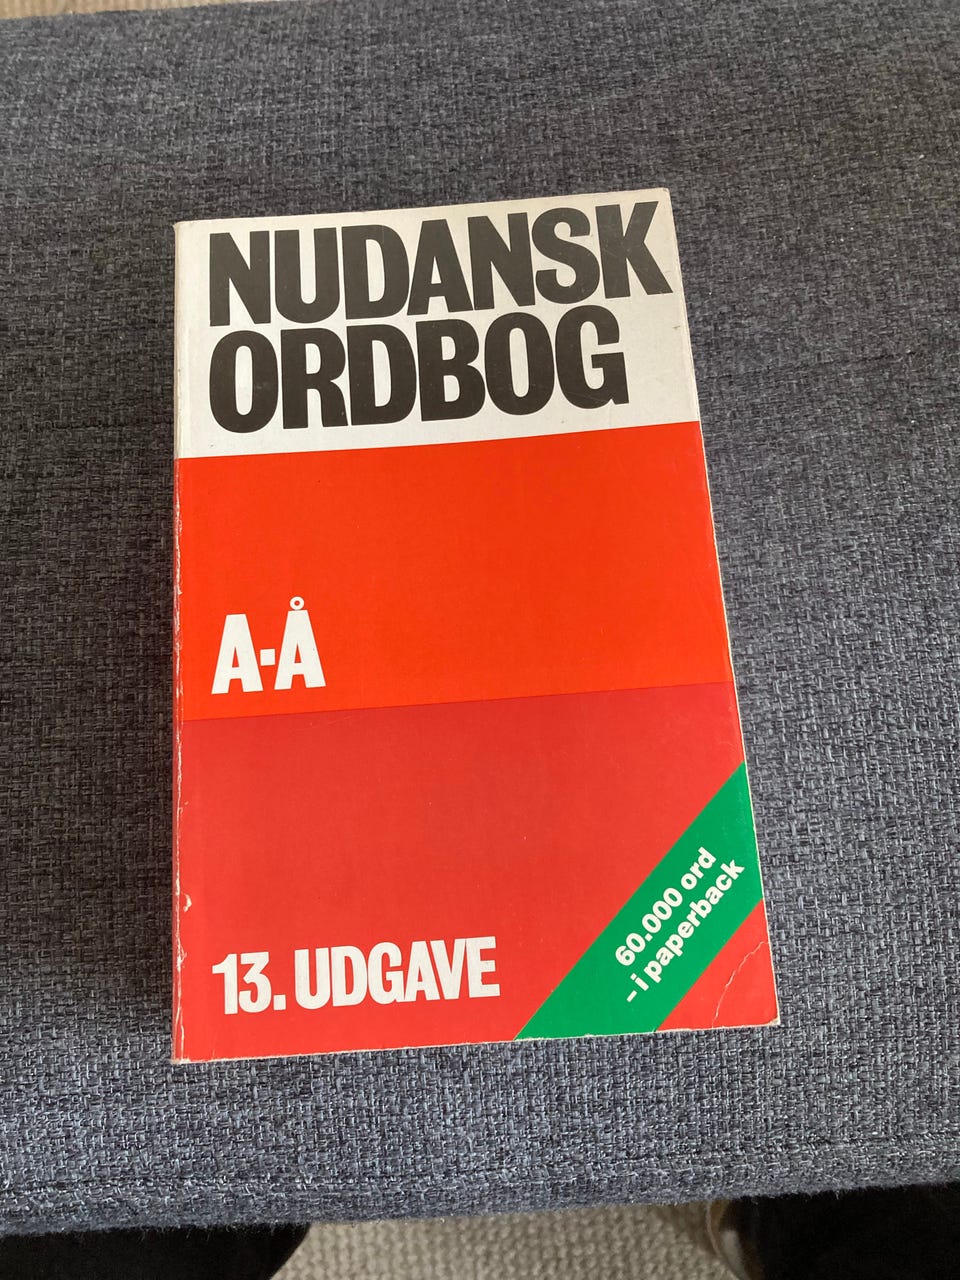 NUDANSK
ORDBOG
A-Å
13. UDGAVE
60.000 ord
- i paperback